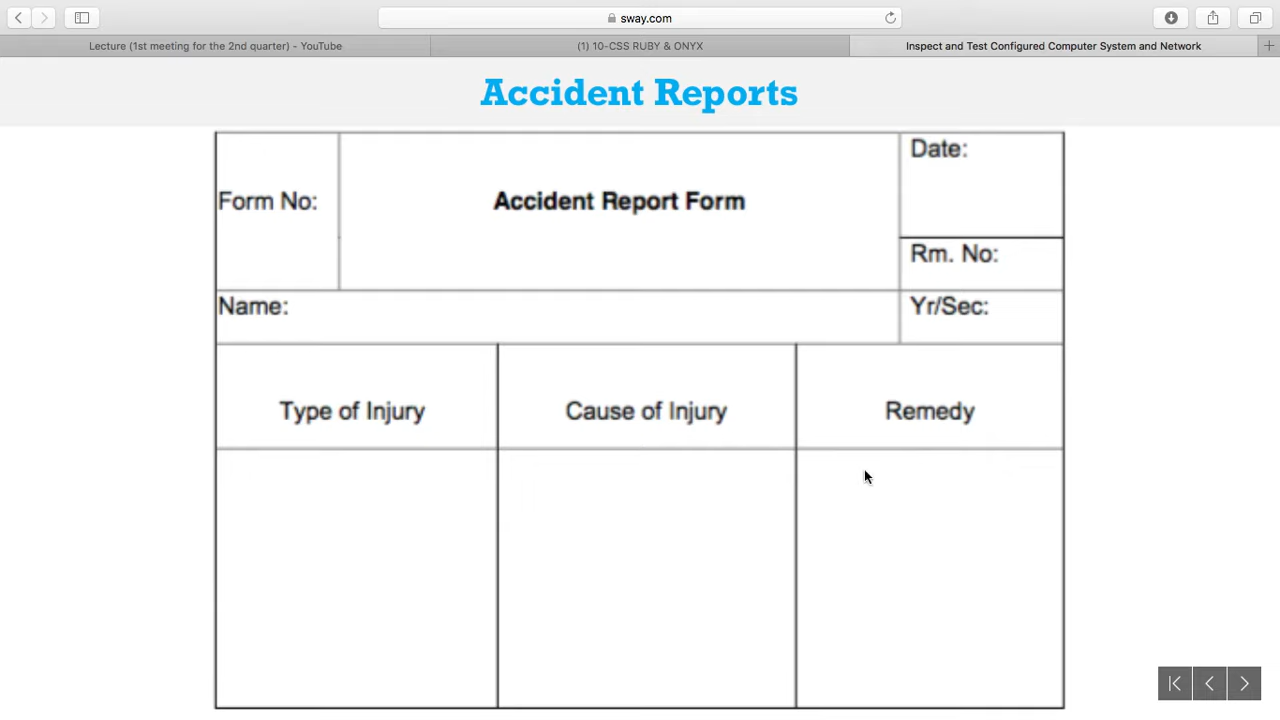 sway.com
Lecture (1st meeting for the 2nd quarter) - YouTube
(1) 10-CSS RUBY & ONYX
Inspect and Test Configured Computer System and Network
Accident Reports
Form No:
Accident Report Form
Date:
Rm. No:
Name:
Yr/Sec:
Type of Injury
Cause of Injury
Remedy